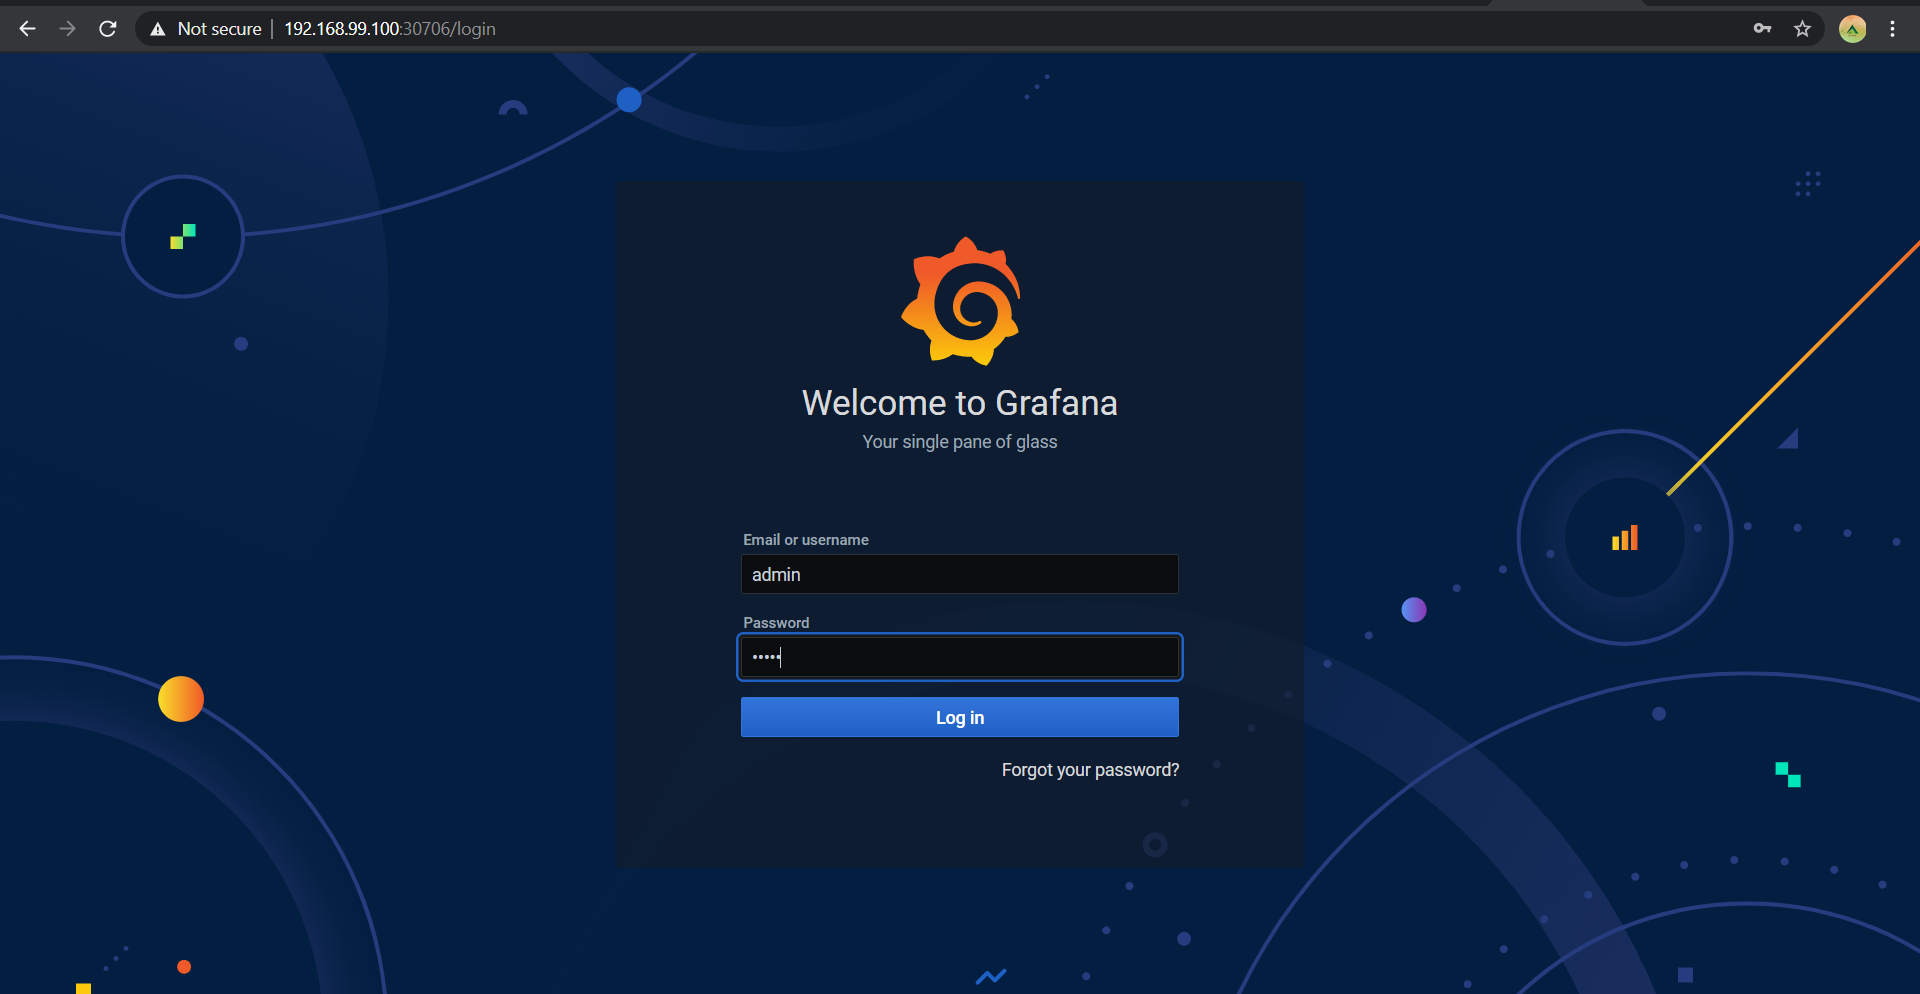 Not secure | 192.168.99.100:30706/login
Welcome to Grafana
Your single pane of glass
Email or username
admin
Password
•••••
Log in
Forgot your password?